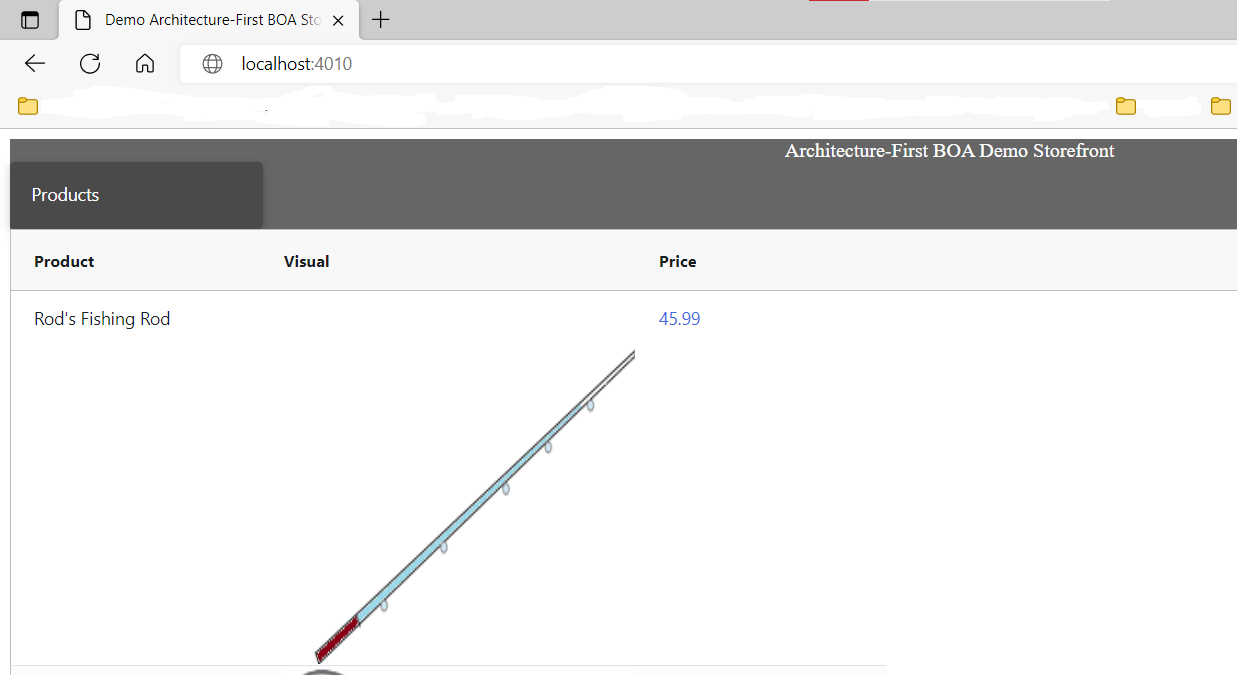 Demo Architecture-First BOA Sto
localhost:4010
Architecture-First BOA Demo Storefront
Products
Product Visual Price
Rod's Fishing Rod 45.99